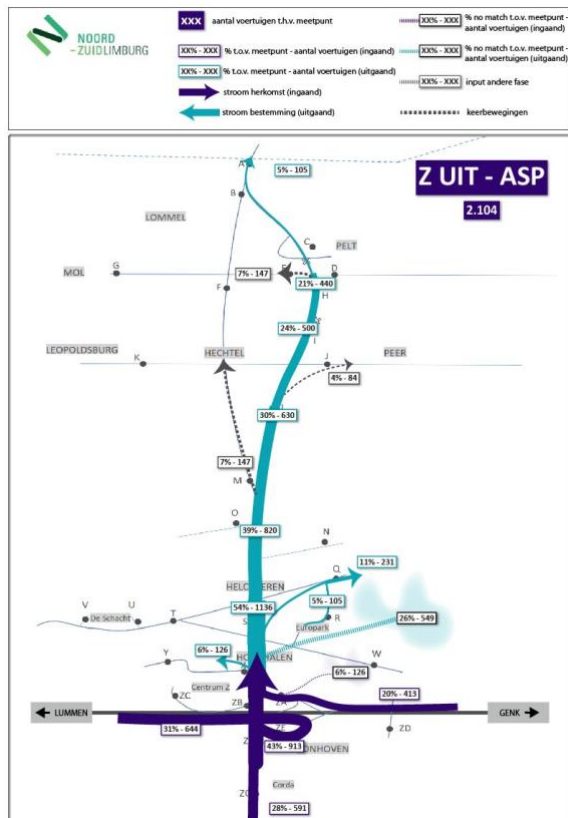 NOORD
-ZUIDLIMBURG
XXX aantal voertuigen t.h.v. meetpunt
XX% - XXX % t.o.v. meetpunt - aantal voertuigen (ingaand)
XX% - XXX % t.o.v. meetpunt - aantal voertuigen (uitgaand)
stroom herkomst (ingaand)
stroom bestemming (uitgaand)
XX% - XXX % no match t.o.v. meetpunt -
aantal voertuigen (ingaand)
XX% - XXX % no match t.o.v. meetpunt -
aantal voertuigen (uitgaand)
XX% - XXX input andere fase
keerbewegingen
Z UIT - ASP
2.104
A
5% - 105
B
LOMMEL
C
PELT
MOL
G
7% - 147
D
F
21% - 440
H
24% - 500
I
LEOPOLDSBURG
K
HECHTEL
J
PEER
4% - 84
30% - 630
7% - 147
M
O
39% - 820
N
11% - 231
Q
54% - 1136
5% - 105
V
U
T
De Schacht
S
R
26% - 549
6% - 126
Y
W
6% - 126
Centrum Z
ZC
ZB
ZA
20% - 413
LUMMEN
GENK
31% - 644
ZE
ZD
43% - 913
Corda
28% - 591